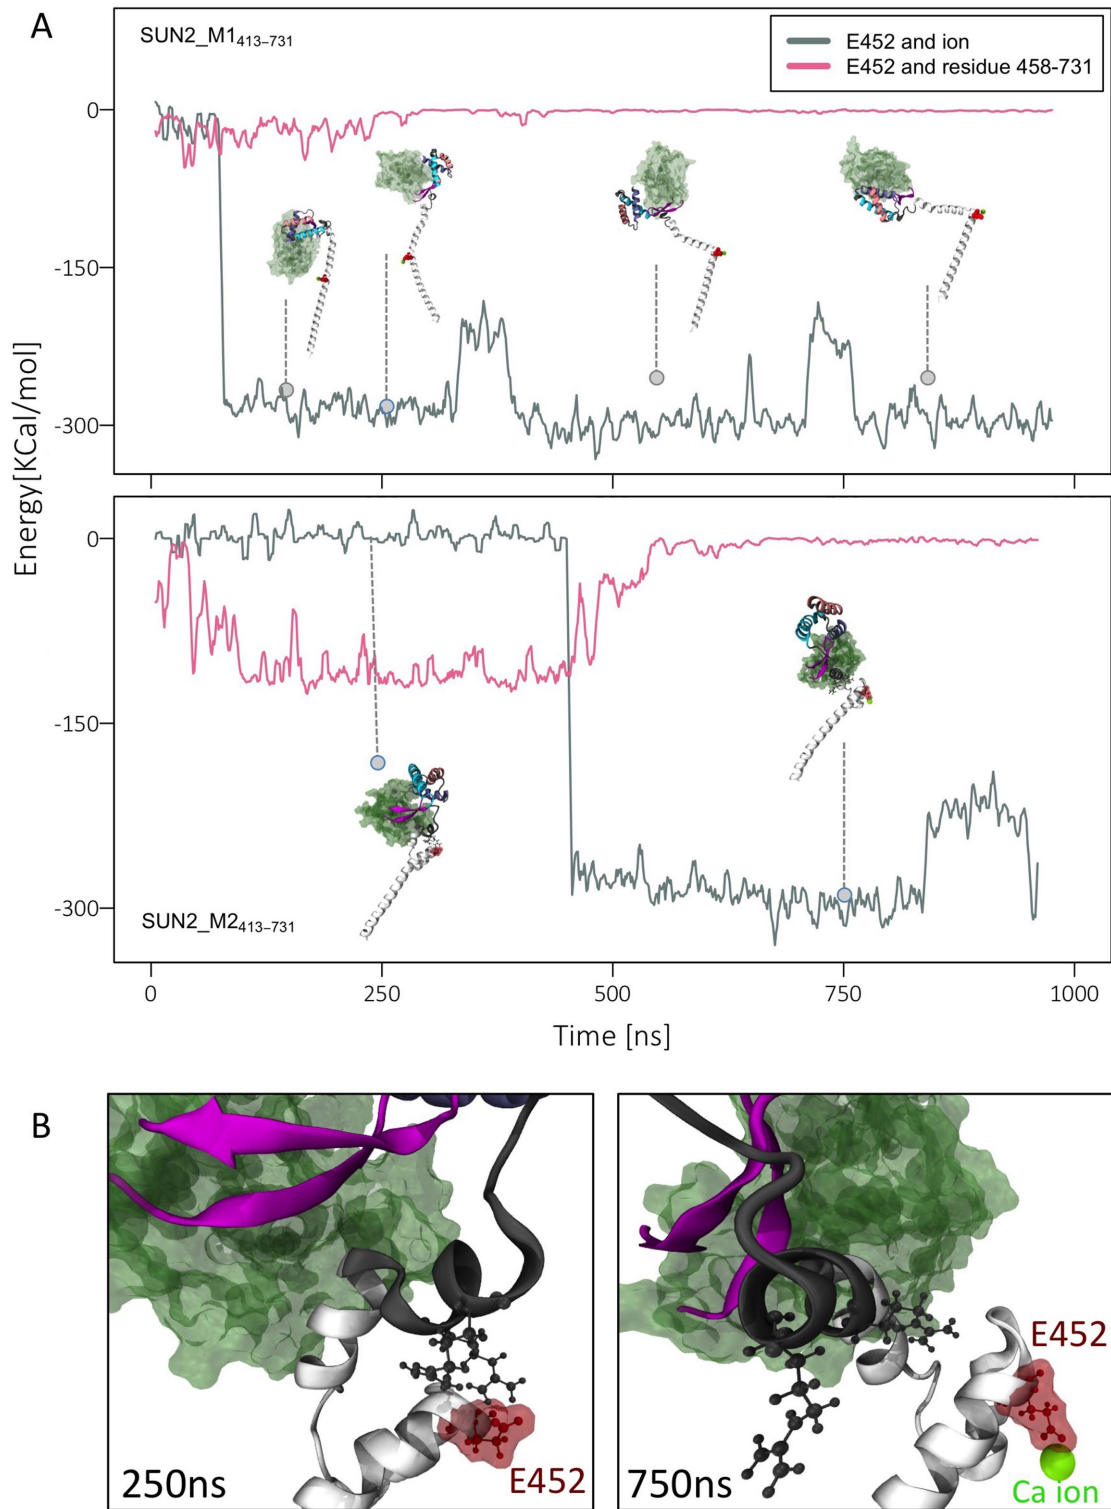 A
SUN2_M1413–731
E452 and ion
E452 and residue 458-731
0
-150
-300
Energy[KCal/mol]
0
-150
-300
SUN2_M2413–731
0
250
500
750
1000
Time [ns]
B
250ns
E452
750ns
E452
Ca ion